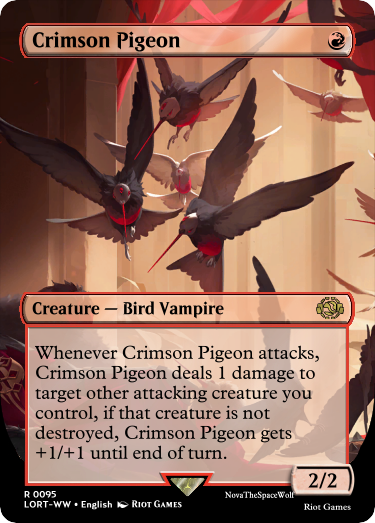 Crimson Pigeon
Creature — Bird Vampire
Whenever Crimson Pigeon attacks,
Crimson Pigeon deals 1 damage to
target other attacking creature you
control, if that creature is not
destroyed, Crimson Pigeon gets
+1/+1 until end of turn.
2/2
R 0095
LORT-WW • English Riot Games
NovaTheSpaceWolf
Riot Games